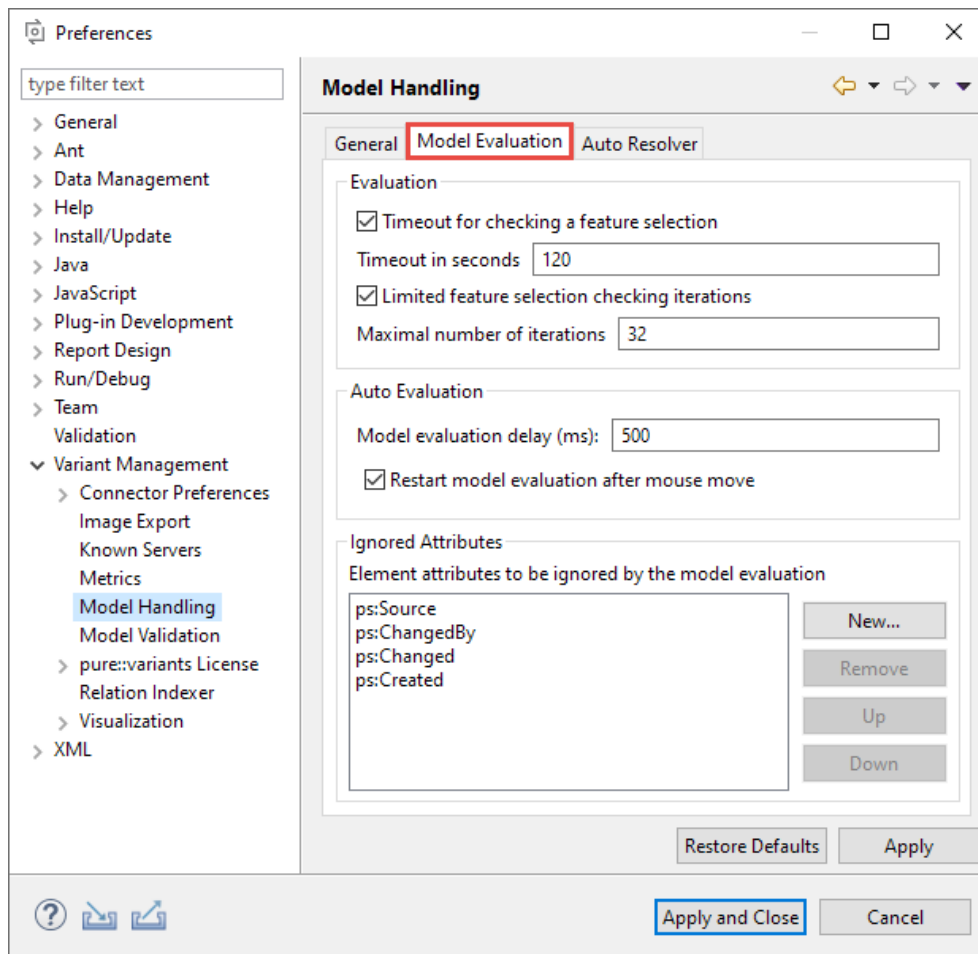 Preferences
type filter text
General
Ant
Data Management
Help
Install/Update
Java
JavaScript
Plug-in Development
Report Design
Run/Debug
Team
Validation
Variant Management
Connector Preferences
Image Export
Known Servers
Metrics
Model Handling
Model Validation
pure::variants License
Relation Indexer
Visualization
XML
Model Handling
General Model Evaluation Auto Resolver
Evaluation
Timeout for checking a feature selection
Timeout in seconds 120
Limited feature selection checking iterations
Maximal number of iterations 32
Auto Evaluation
Model evaluation delay (ms): 500
Restart model evaluation after mouse move
Ignored Attributes
Element attributes to be ignored by the model evaluation
ps:Source
ps:ChangedBy
ps:Changed
ps:Created
New...
Remove
Up
Down
Restore Defaults Apply
Apply and Close Cancel